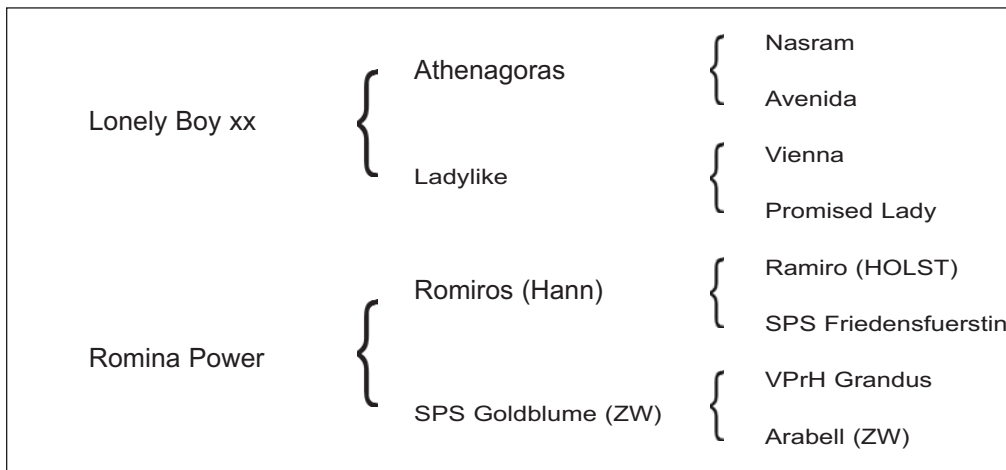 Nasram
Athenagoras
Avenida
Lonely Boy xx
Vienna
Ladylike
Promised Lady
Ramiro (HOLST)
Romiros (Hann)
SPS Friedensfuerstin
Romina Power
VPrH Grandus
SPS Goldblume (ZW)
Arabell (ZW)